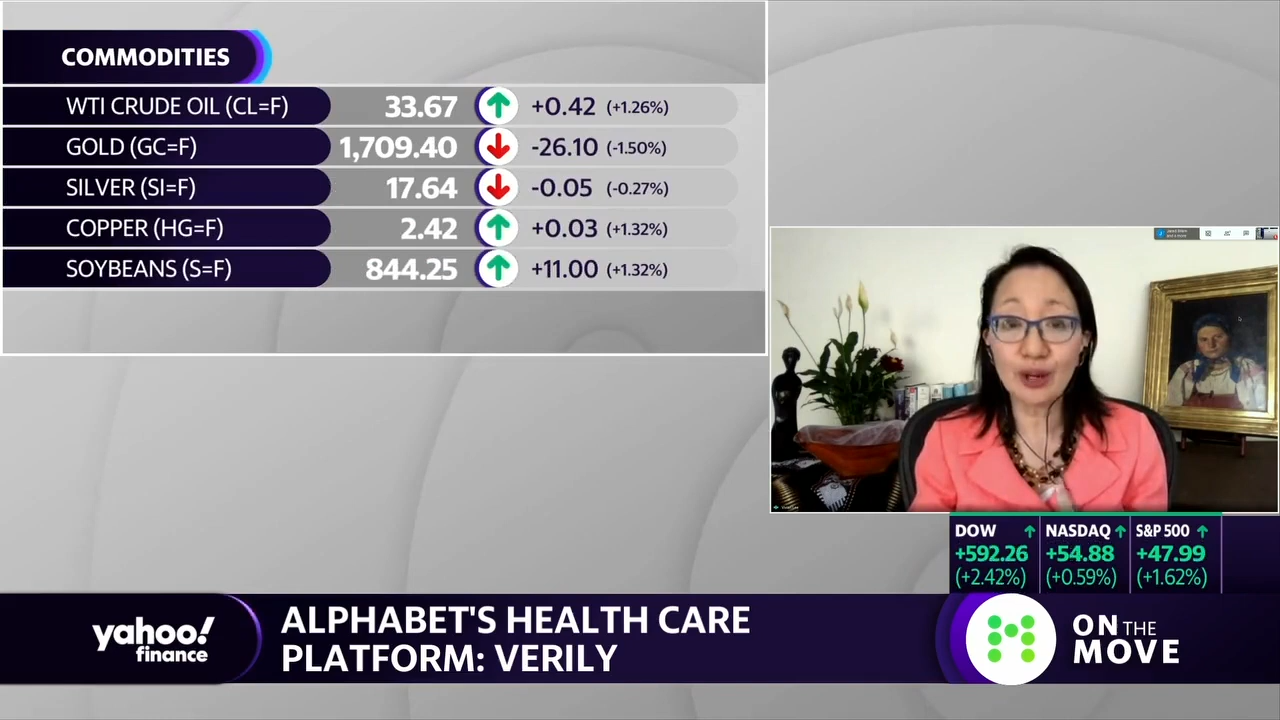 COMMODITIES
WTI CRUDE OIL (CL=F) 33.67 +0.42 (+1.26%)
GOLD (GC=F) 1,709.40 -26.10 (-1.50%)
SILVER (SI=F) 17.64 -0.05 (-0.27%)
COPPER (HG=F) 2.42 +0.03 (+1.32%)
SOYBEANS (S=F) 844.25 +11.00 (+1.32%)
DOW NASDAQ S&P 500
+592.26 +54.88 +47.99
(+2.42%) (+0.59%) (+1.62%)
yahoo!
finance
ALPHABET'S HEALTH CARE
PLATFORM: VERILY
ON THE
MOVE